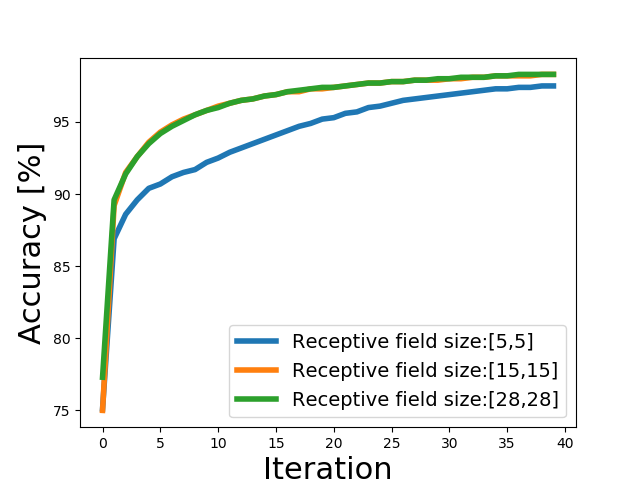 Accuracy [%]
95
90
85
80
75
Receptive field size:[5,5]
Receptive field size:[15,15]
Receptive field size:[28,28]
0 5 10 15 20 25 30 35 40
Iteration